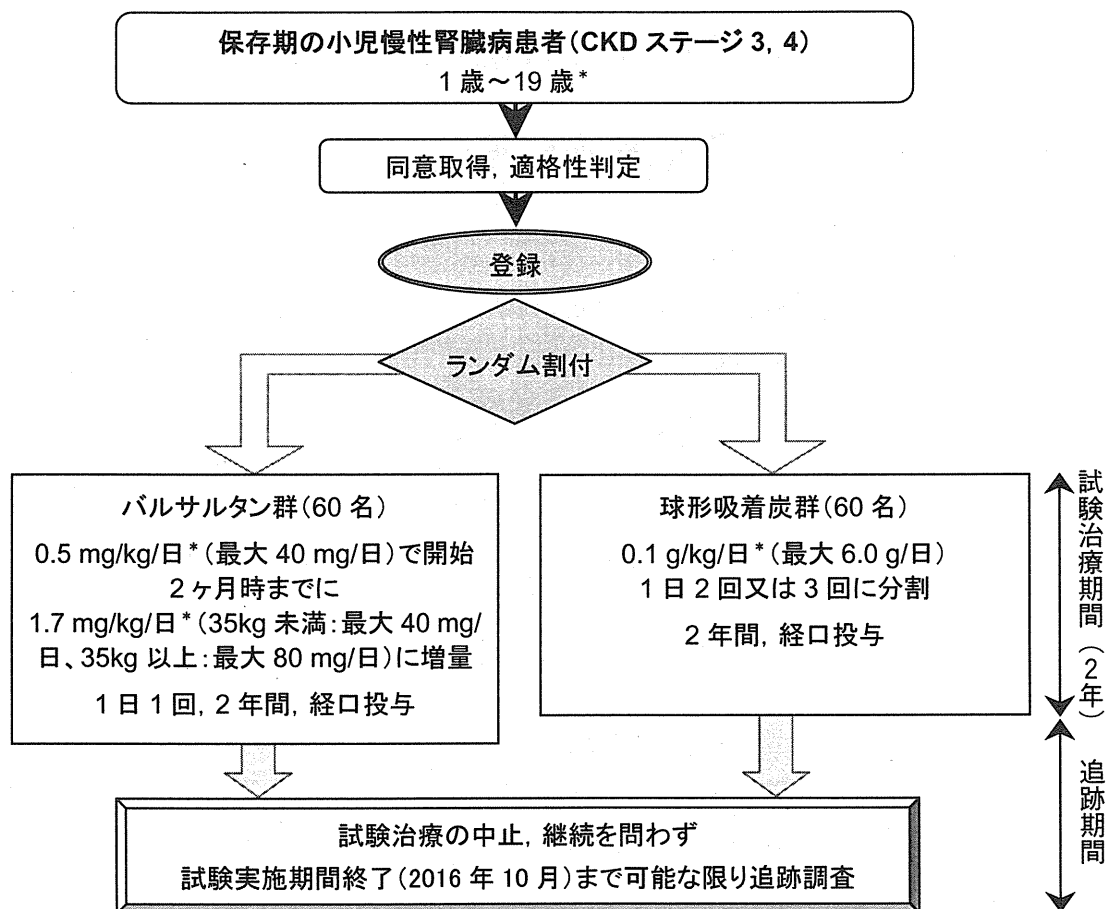 保存期の小児慢性腎臓病患者(CKD ステージ 3, 4)
1 歳～19 歳*
同意取得, 適格性判定
登録
ランダム割付
バルサルタン群(60 名)
0.5 mg/kg/日*(最大 40 mg/日)で開始
2 ヶ月時までに
1.7 mg/kg/日*(35kg 未満:最大 40 mg/
日、35kg 以上:最大 80 mg/日)に増量
1 日 1 回, 2 年間, 経口投与
球形吸着炭群(60 名)
0.1 g/kg/日*(最大 6.0 g/日)
1 日 2 回又は 3 回に分割
2 年間, 経口投与
試験治療期間(2年)
追跡期間
試験治療の中止, 継続を問わず
試験実施期間終了(2016 年 10 月)まで可能な限り追跡調査